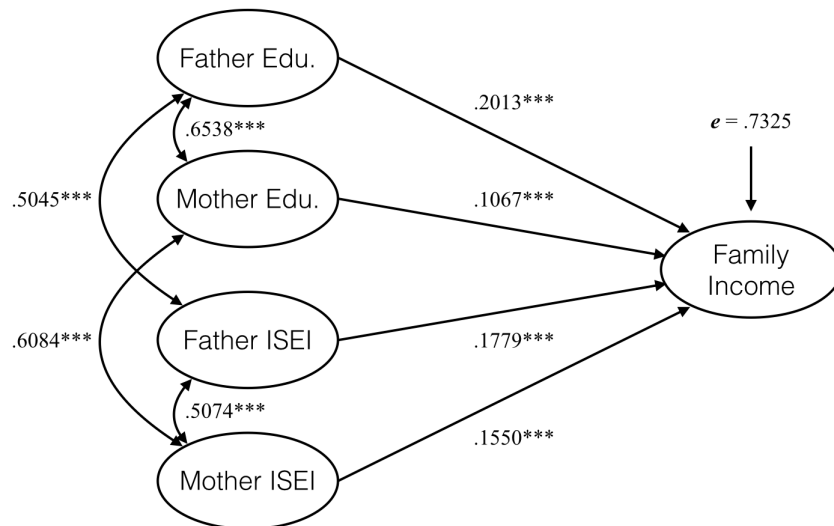 Father Edu.
.2013***
e = .7325
.6538***
.5045***
Mother Edu.
.1067***
Family
Income
.6084***
Father ISEI
.1779***
.5074***
.1550***
Mother ISEI